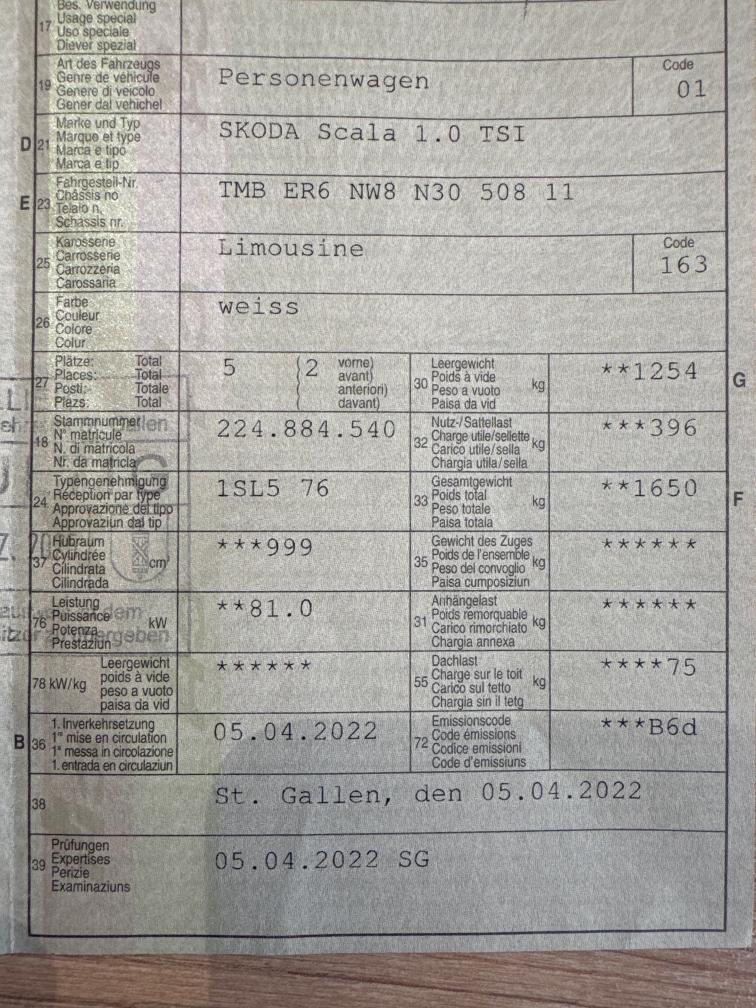 Bes. Verwendung
17 Usage special
Uso speciale
Diever spezial
Art des Fahrzeugs
19 Genre de véhicule
Genere di veicolo
Gener dal vehichel
Personenwagen
Code
01
D 21 Marke und Typ
Marque et type
Marca e tipo
Marca e tip
SKODA Scala 1.0 TSI
E 23 Fahrgestell-Nr.
Châssis no
Telaio n.
Schassis nr.
TMB ER6 NW8 N30 508 11
25 Karosserie
Carrosserie
Carrozzeria
Carossaria
Limousine
Code
163
26 Farbe
Couleur
Colore
Colur
weiss
27 Plätze: Total
Places: Total
Posti: Totale
Plazs: Total
5 (2 vorne)
avant)
anteriori)
davant)
30 Leergewicht
Poids à vide
Peso a vuoto
Paisa da vid
kg
**1254
G
18 Stammnummer
N° matricule
N. di matricola
Nr. da matricla
224.884.540
32 Nutz-/Sattellast
Charge utile/sellette
Carico utile/sella
Chargia utila/sella
kg
***396
24 Typengenehmigung
Réception par type
Approvazione del tipo
Approvaziun dal tip
1SL5 76
33 Gesamtgewicht
Poids total
Peso totale
Paisa totala
kg
**1650
F
37 Hubraum
Cylindrée
Cilindrata
Cilindrada
cm³
***999
35 Gewicht des Zuges
Poids de l'ensemble
Peso del convoglio
Paisa cumposiziun
kg
******
76 Leistung
Puissance
Potenza
Prestaziun
kW
**81.0
31 Anhängelast
Poids remorquable
Carico rimorchiato
Chargia annexa
kg
******
78 kW/kg Leergewicht
poids à vide
peso a vuoto
paisa da vid
******
55 Dachlast
Charge sur le toit
Carico sul tetto
Chargia sin il tetg
kg
****75
B 36 1. Inverkehrsetzung
1re mise en circulation
1a messa in circolazione
1. entrada en circulaziun
05.04.2022
72 Emissionscode
Code émissions
Codice emissioni
Code d'emissiuns
***B6d
38
St. Gallen, den 05.04.2022
39 Prüfungen
Expertises
Perizie
Examinaziuns
05.04.2022 SG